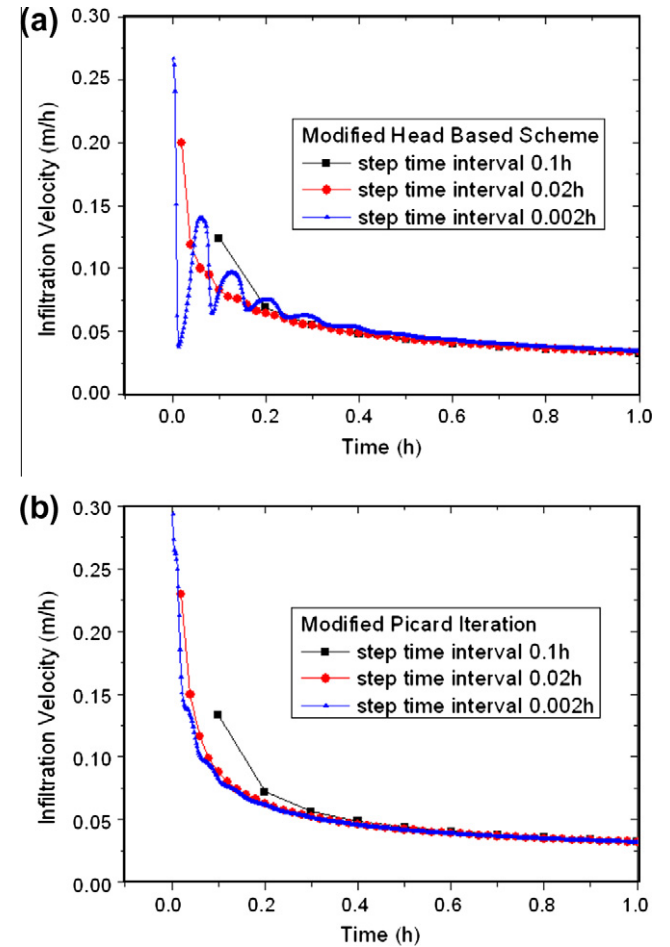 (a)
0.30
0.25
0.20
0.15
0.10
0.05
0.00
Infiltration Velocity (m/h)
Modified Head Based Scheme
step time interval 0.1h
step time interval 0.02h
step time interval 0.002h
0.0 0.2 0.4 0.6 0.8 1.0
Time (h)
(b)
0.30
0.25
0.20
0.15
0.10
0.05
0.00
Infiltration Velocity (m/h)
Modified Picard Iteration
step time interval 0.1h
step time interval 0.02h
step time interval 0.002h
0.0 0.2 0.4 0.6 0.8 1.0
Time (h)